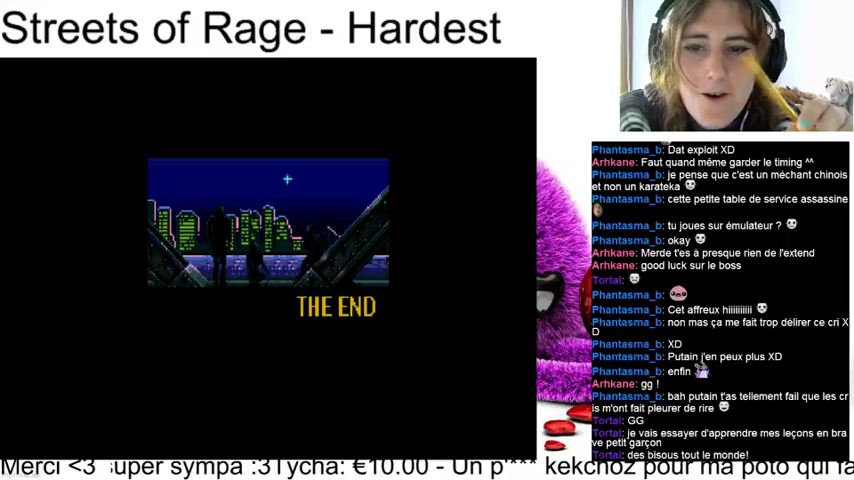 Streets of Rage - Hardest
THE END
Phantasma_b: Dat exploit XD
Arhkane: Faut quand même garder le timing ^^
Phantasma_b: je pense que c'est un méchant chinois
et non un karateka
Phantasma_b: cette petite table de service assassine
Phantasma_b: tu joues sur émulateur ?
Phantasma_b: okay
Arhkane: Merde t'es à presque rien de l'extend
Arhkane: good luck sur le boss
Tortal:
Phantasma_b:
Phantasma_b: Cet affreux hiiiiiiiiii
Phantasma_b: non mas ça me fait trop délirer ce cri X
D
Phantasma_b: XD
Phantasma_b: Putain j'en peux plus XD
Phantasma_b: enfin
Arhkane: gg !
Phantasma_b: bah putain t'as tellement fail que les cr
is m'ont fait pleurer de rire
Tortal: GG
Tortal: je vais essayer d'apprendre mes leçons en bra
ve petit garçon
Tortal: des bisous tout le monde!
Merci <3 super sympa :3Tycha: €10.00 - Un p'*** kekchoz pour ma poto qui fa